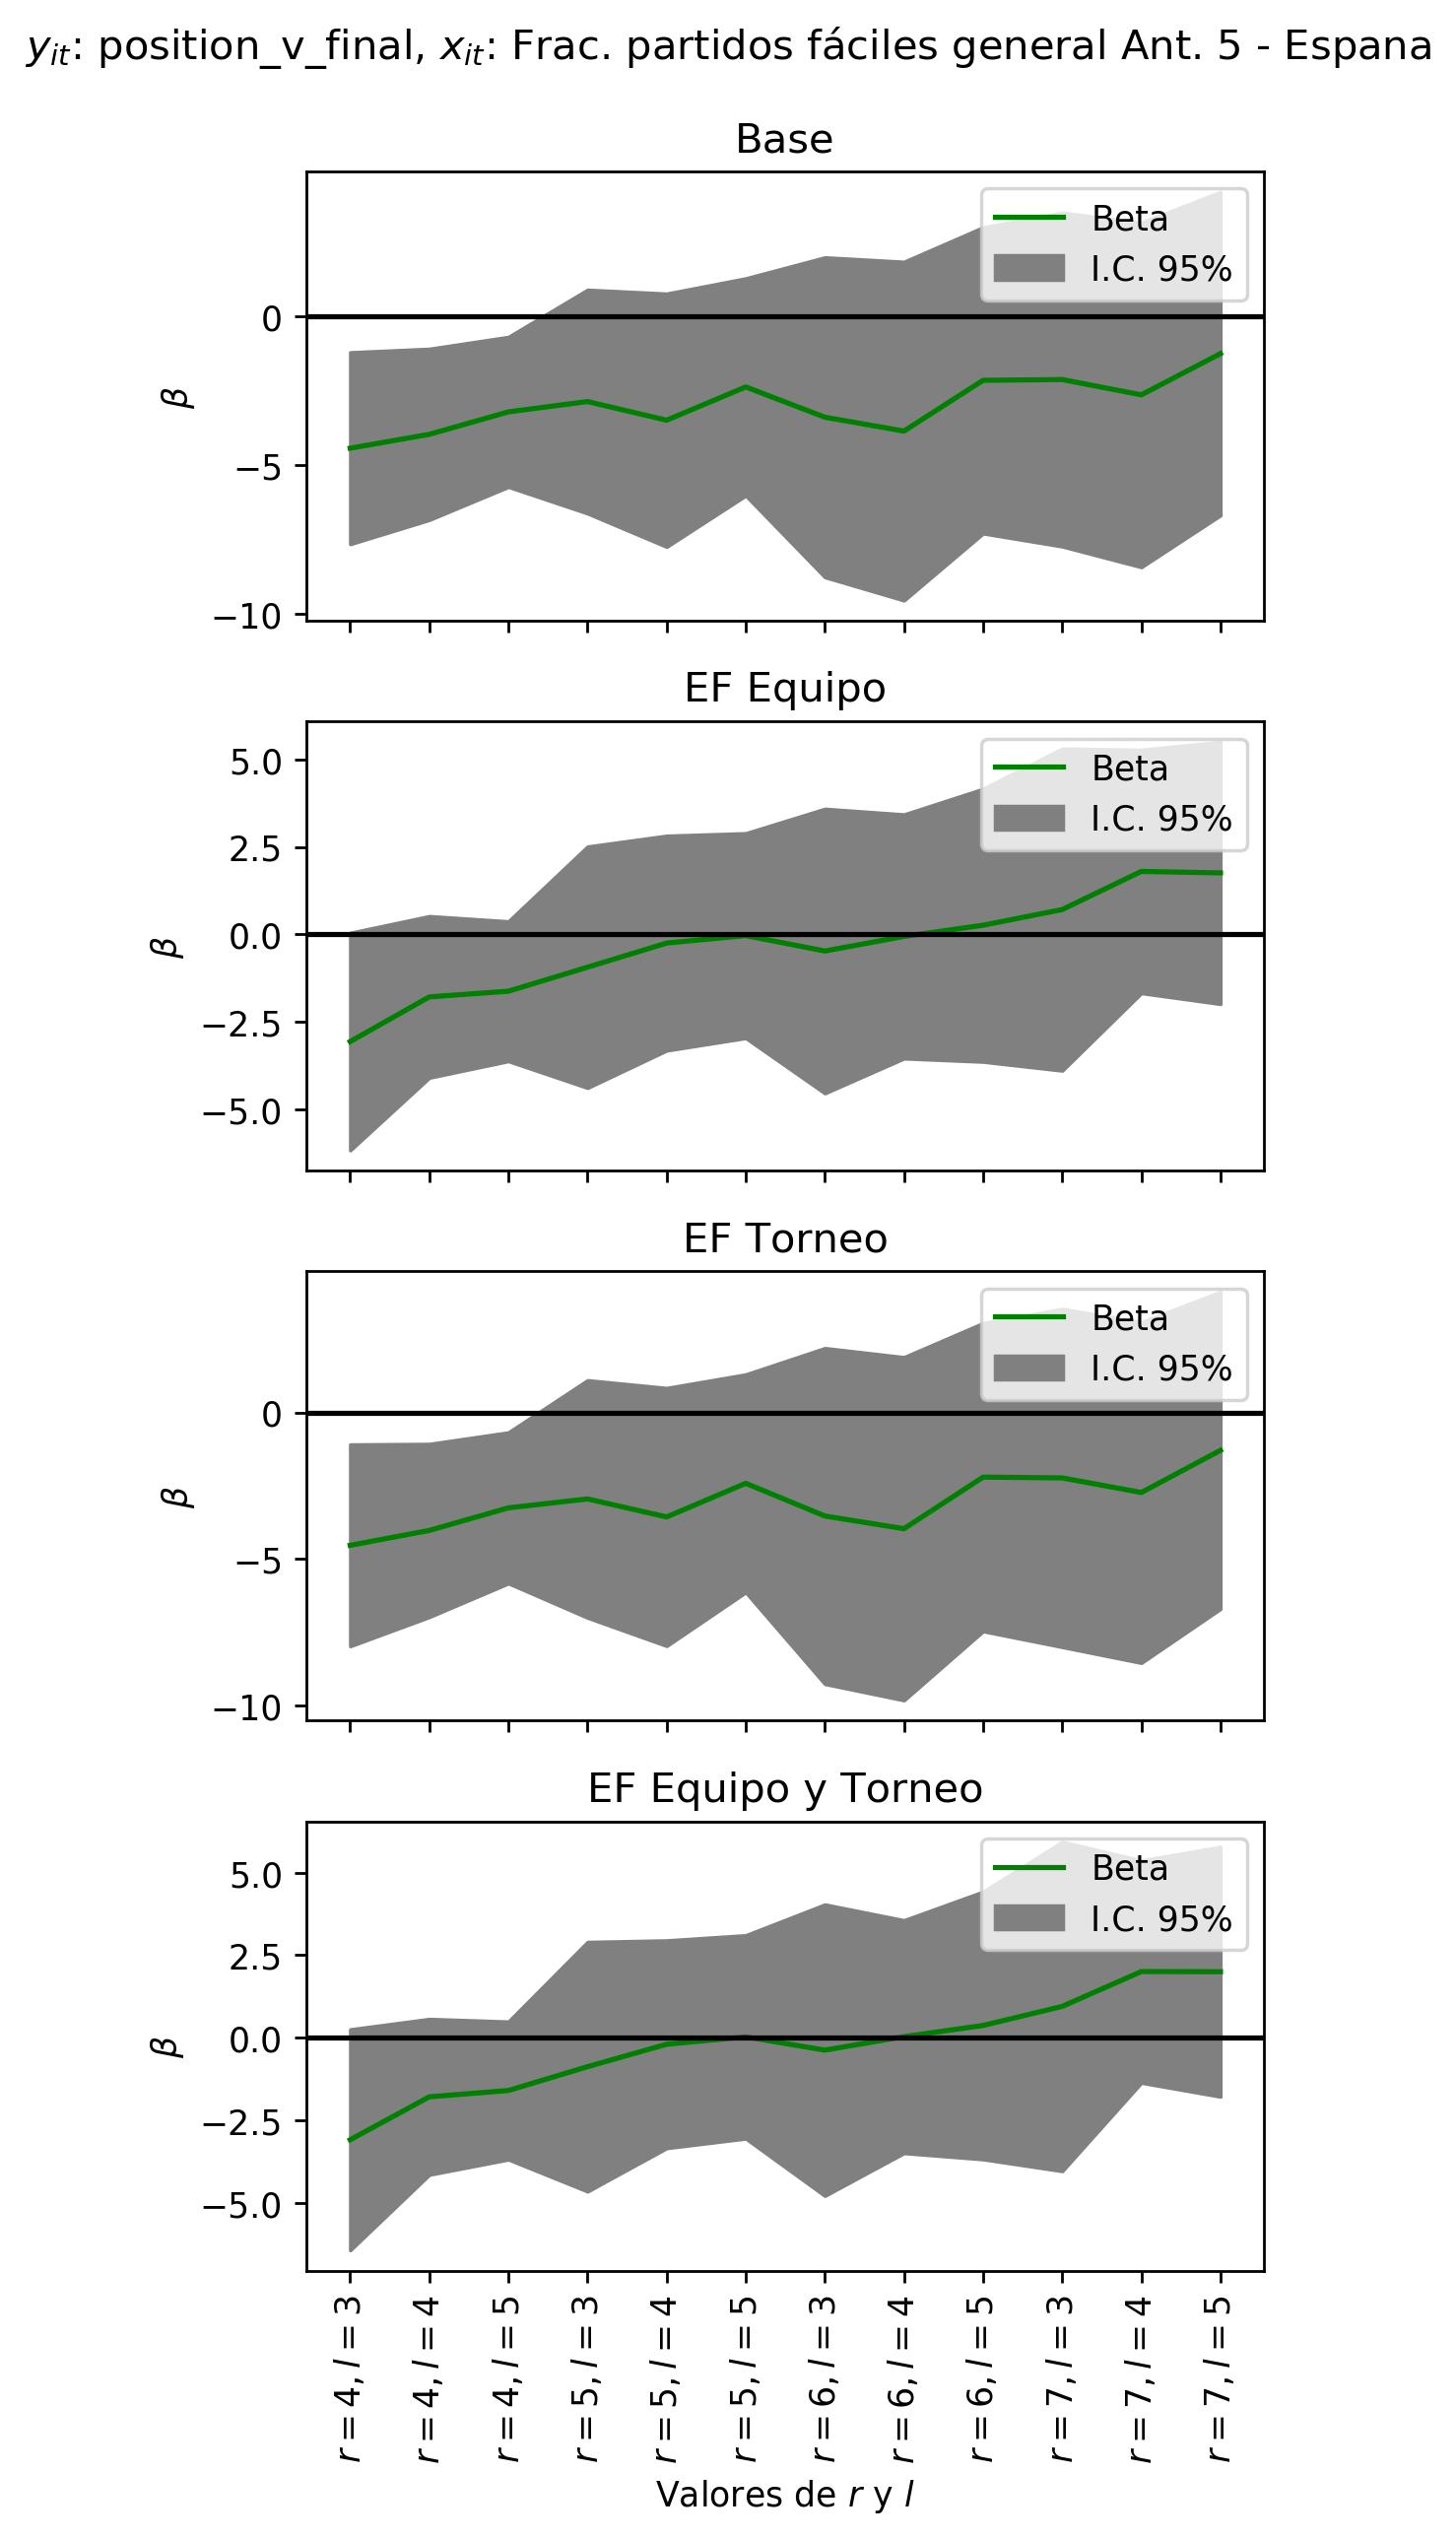 y_{it}: position_v_final, x_{it}: Frac. partidos fáciles general Ant. 5 - Espana
Base
Beta
I.C. 95%
0
−5
−10
β
EF Equipo
Beta
I.C. 95%
5.0
2.5
0.0
−2.5
−5.0
β
EF Torneo
Beta
I.C. 95%
0
−5
−10
β
EF Equipo y Torneo
Beta
I.C. 95%
5.0
2.5
0.0
−2.5
−5.0
β
r = 4, l = 3
r = 4, l = 4
r = 4, l = 5
r = 5, l = 3
r = 5, l = 4
r = 5, l = 5
r = 6, l = 3
r = 6, l = 4
r = 6, l = 5
r = 7, l = 3
r = 7, l = 4
r = 7, l = 5
Valores de r y l